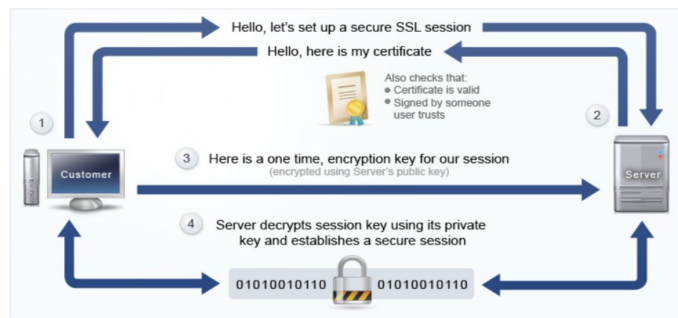 Hello, let's set up a secure SSL session
Hello, here is my certificate
Also checks that:
Certificate is valid
Signed by someone
user trusts
1
2
Customer
Server
3 Here is a one time, encryption key for our session
(encrypted using Server's public key)
4 Server decrypts session key using its private
key and establishes a secure session
01010010110 01010010110